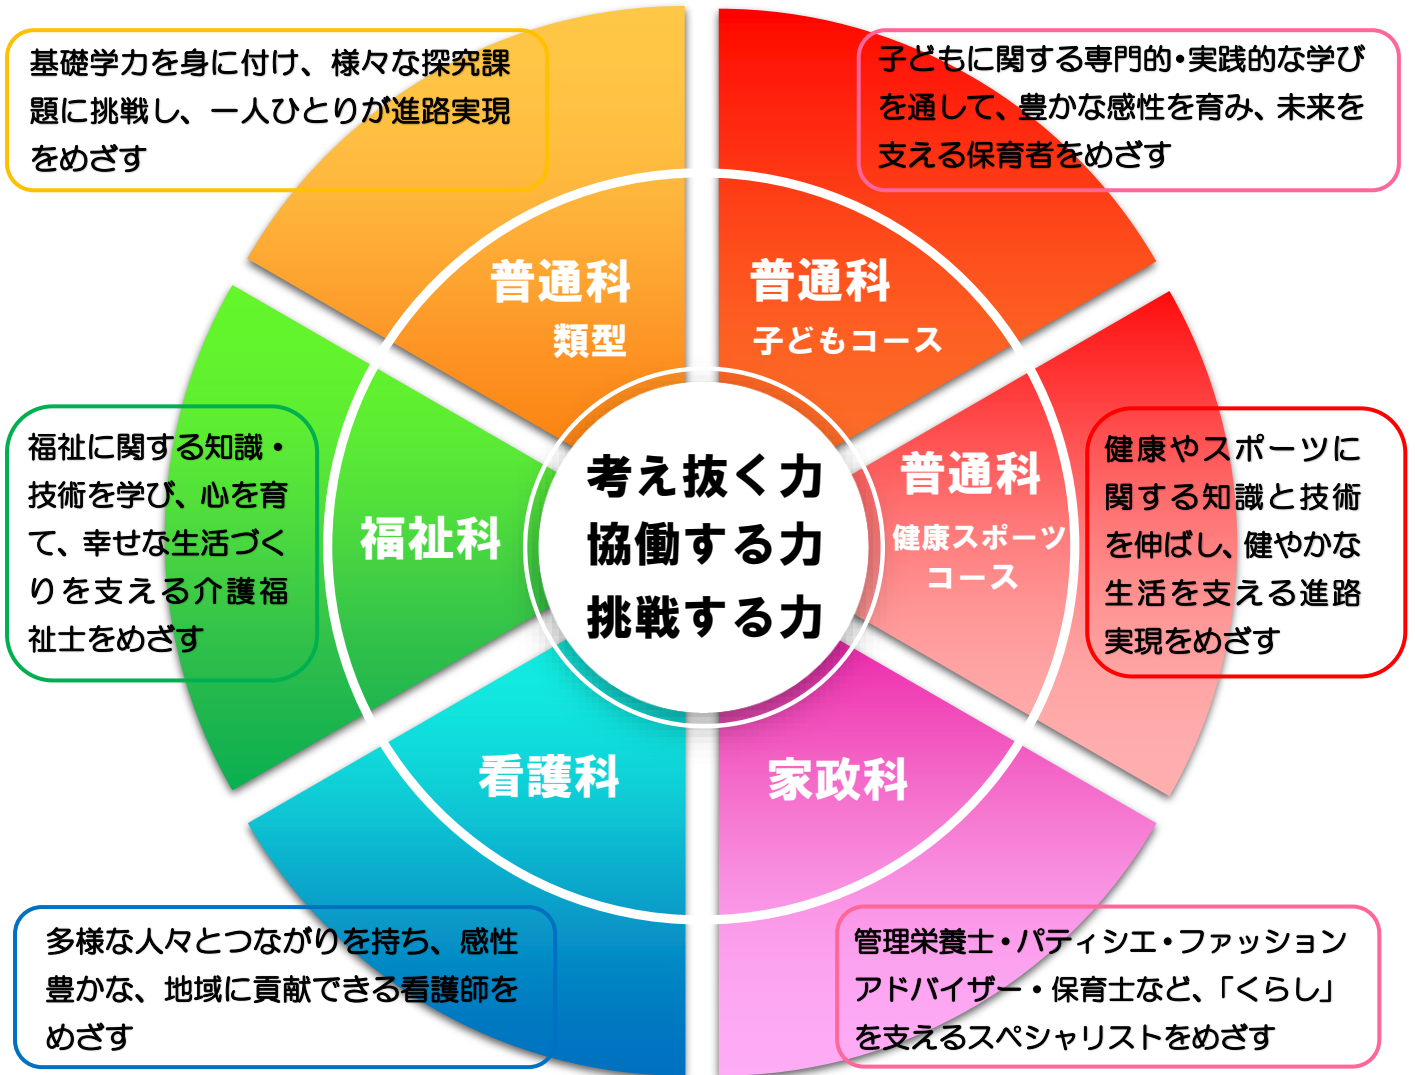 基礎学力を身に付け、様々な探究課
題に挑戦し、一人ひとりが進路実現
をめざす
子どもに関する専門的・実践的な学び
を通して、豊かな感性を育み、未来を
支える保育者をめざす
普通科
類型
普通科
子どもコース
福祉に関する知識・
技術を学び、心を育
て、幸せな生活づく
りを支える介護福
祉士をめざす
福祉科
考え抜く力
協働する力
挑戦する力
普通科
健康スポーツ
コース
健康やスポーツに
関する知識と技術
を伸ばし、健やかな
生活を支える進路
実現をめざす
看護科
家政科
多様な人々とつながりを持ち、感性
豊かな、地域に貢献できる看護師を
めざす
管理栄養士・パティシエ・ファッション
アドバイザー・保育士など、「くらし」
を支えるスペシャリストをめざす